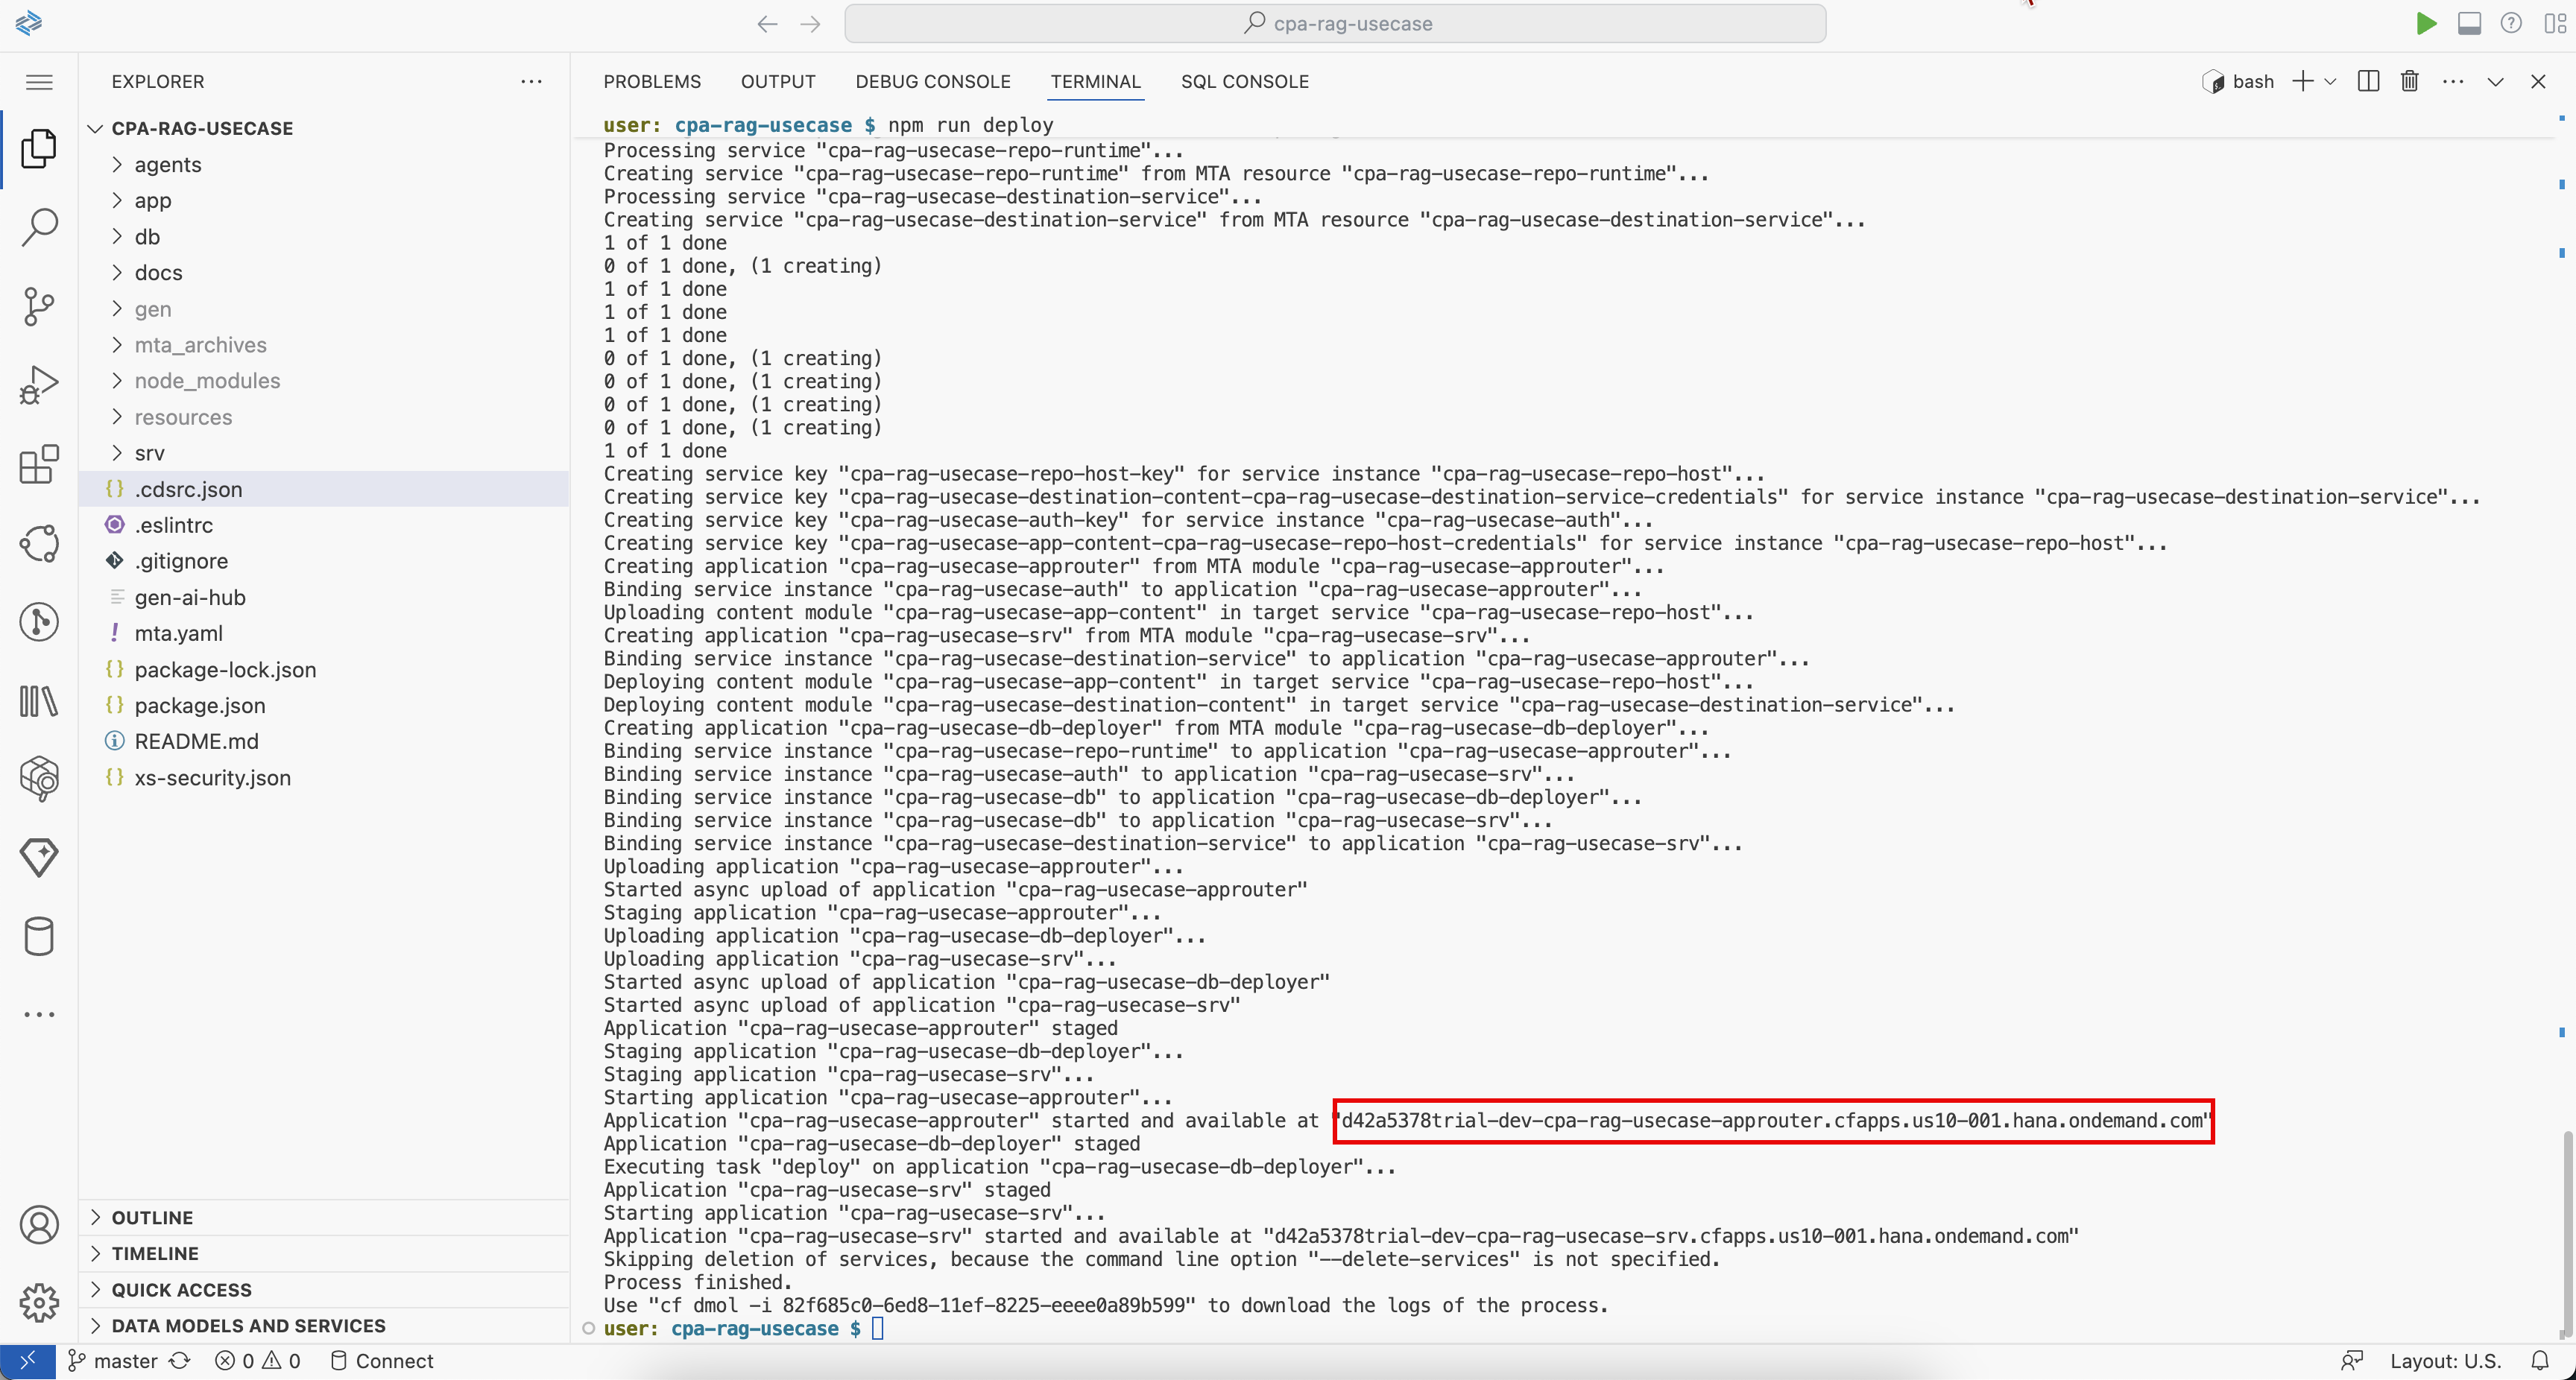 cpa-rag-usecase
EXPLORER
CPA-RAG-USECASE
agents
app
db
docs
gen
mta_archives
node_modules
resources
srv
.cdsrc.json
.eslintrc
.gitignore
gen-ai-hub
mta.yaml
package-lock.json
package.json
README.md
xs-security.json
OUTLINE
TIMELINE
QUICK ACCESS
DATA MODELS AND SERVICES
PROBLEMS OUTPUT DEBUG CONSOLE TERMINAL SQL CONSOLE
bash
user: cpa-rag-usecase $ npm run deploy
Processing service "cpa-rag-usecase-repo-runtime"...
Creating service "cpa-rag-usecase-repo-runtime" from MTA resource "cpa-rag-usecase-repo-runtime"...
Processing service "cpa-rag-usecase-destination-service"...
Creating service "cpa-rag-usecase-destination-service" from MTA resource "cpa-rag-usecase-destination-service"...
1 of 1 done
0 of 1 done, (1 creating)
1 of 1 done
1 of 1 done
1 of 1 done
0 of 1 done, (1 creating)
0 of 1 done, (1 creating)
0 of 1 done, (1 creating)
0 of 1 done, (1 creating)
1 of 1 done
Creating service key "cpa-rag-usecase-repo-host-key" for service instance "cpa-rag-usecase-repo-host"...
Creating service key "cpa-rag-usecase-destination-content-cpa-rag-usecase-destination-service-credentials" for service instance "cpa-rag-usecase-destination-service"...
Creating service key "cpa-rag-usecase-auth-key" for service instance "cpa-rag-usecase-auth"...
Creating service key "cpa-rag-usecase-app-content-cpa-rag-usecase-repo-host-credentials" for service instance "cpa-rag-usecase-repo-host"...
Creating application "cpa-rag-usecase-approuter" from MTA module "cpa-rag-usecase-approuter"...
Binding service instance "cpa-rag-usecase-auth" to application "cpa-rag-usecase-approuter"...
Uploading content module "cpa-rag-usecase-app-content" in target service "cpa-rag-usecase-repo-host"...
Creating application "cpa-rag-usecase-srv" from MTA module "cpa-rag-usecase-srv"...
Binding service instance "cpa-rag-usecase-destination-service" to application "cpa-rag-usecase-approuter"...
Deploying content module "cpa-rag-usecase-app-content" in target service "cpa-rag-usecase-repo-host"...
Deploying content module "cpa-rag-usecase-destination-content" in target service "cpa-rag-usecase-destination-service"...
Creating application "cpa-rag-usecase-db-deployer" from MTA module "cpa-rag-usecase-db-deployer"...
Binding service instance "cpa-rag-usecase-repo-runtime" to application "cpa-rag-usecase-approuter"...
Binding service instance "cpa-rag-usecase-auth" to application "cpa-rag-usecase-srv"...
Binding service instance "cpa-rag-usecase-db" to application "cpa-rag-usecase-db-deployer"...
Binding service instance "cpa-rag-usecase-db" to application "cpa-rag-usecase-srv"...
Binding service instance "cpa-rag-usecase-destination-service" to application "cpa-rag-usecase-srv"...
Uploading application "cpa-rag-usecase-approuter"...
Started async upload of application "cpa-rag-usecase-approuter"
Staging application "cpa-rag-usecase-approuter"...
Uploading application "cpa-rag-usecase-db-deployer"...
Uploading application "cpa-rag-usecase-srv"...
Started async upload of application "cpa-rag-usecase-db-deployer"
Started async upload of application "cpa-rag-usecase-srv"
Application "cpa-rag-usecase-approuter" staged
Staging application "cpa-rag-usecase-db-deployer"...
Staging application "cpa-rag-usecase-srv"...
Starting application "cpa-rag-usecase-approuter"...
Application "cpa-rag-usecase-approuter" started and available at "d42a5378trial-dev-cpa-rag-usecase-approuter.cfapps.us10-001.hana.ondemand.com"
Application "cpa-rag-usecase-db-deployer" staged
Executing task "deploy" on application "cpa-rag-usecase-db-deployer"...
Application "cpa-rag-usecase-srv" staged
Starting application "cpa-rag-usecase-srv"...
Application "cpa-rag-usecase-srv" started and available at "d42a5378trial-dev-cpa-rag-usecase-srv.cfapps.us10-001.hana.ondemand.com"
Skipping deletion of services, because the command line option "--delete-services" is not specified.
Process finished.
Use "cf dmol -i 82f685c0-6ed8-11ef-8225-eeee0a89b599" to download the logs of the process.
user: cpa-rag-usecase $
master 0 0 Connect Layout: U.S.